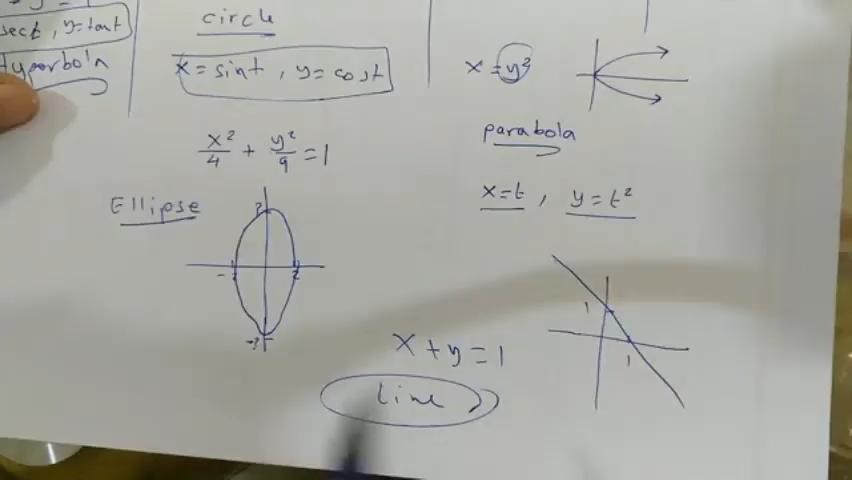 sect, y=tant
Hyperboln
circle
x = sint, y = cost
x²/4 + y²/9 = 1
Ellipse
3
-2
2
-3
x = y²
parabola
x=t, y=t²
1
1
x+y=1
line